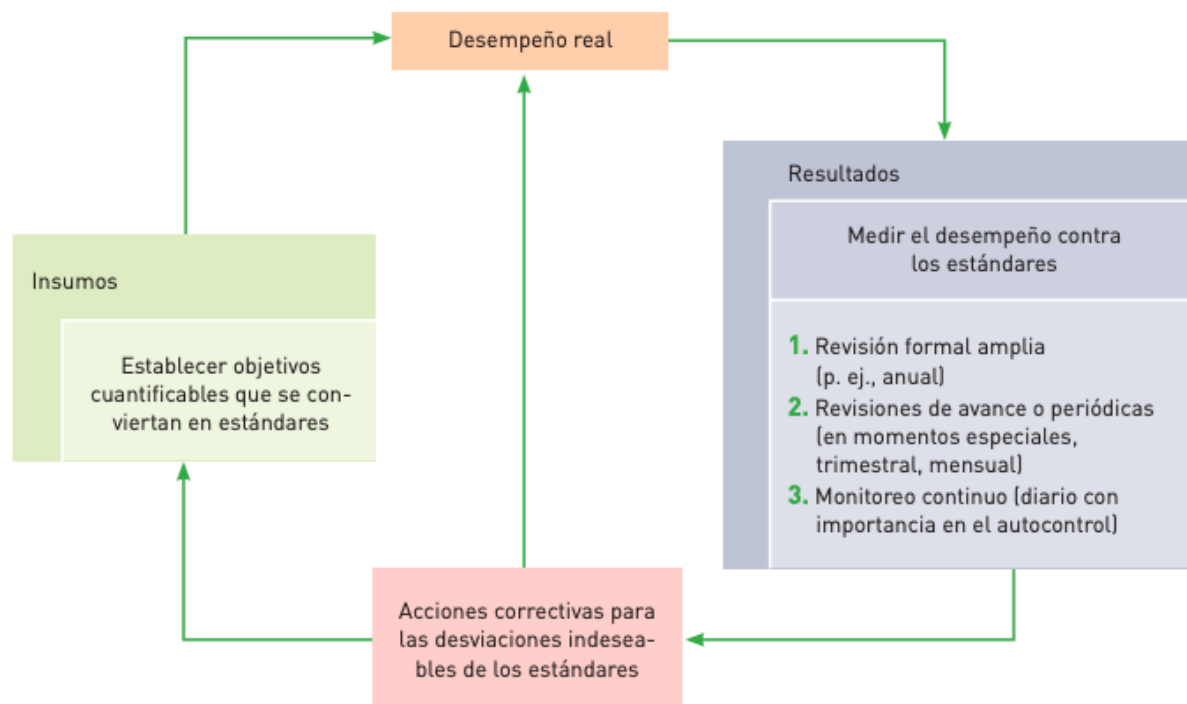 Desempeño real
Resultados
Medir el desempeño contra
los estándares
1. Revisión formal amplia
(p. ej., anual)
2. Revisiones de avance o periódicas
(en momentos especiales,
trimestral, mensual)
3. Monitoreo continuo (diario con
importancia en el autocontrol)
Insumos
Establecer objetivos
cuantificables que se con-
viertan en estándares
Acciones correctivas para
las desviaciones indesea-
bles de los estándares